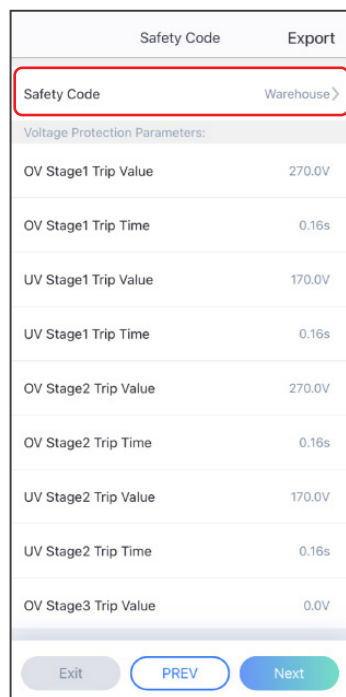 Safety Code Export
Safety Code Warehouse >
Voltage Protection Parameters:
OV Stage1 Trip Value 270.0V
OV Stage1 Trip Time 0.16s
UV Stage1 Trip Value 170.0V
UV Stage1 Trip Time 0.16s
OV Stage2 Trip Value 270.0V
OV Stage2 Trip Time 0.16s
UV Stage2 Trip Value 170.0V
UV Stage2 Trip Time 0.16s
OV Stage3 Trip Value 0.0V
Exit PREV Next